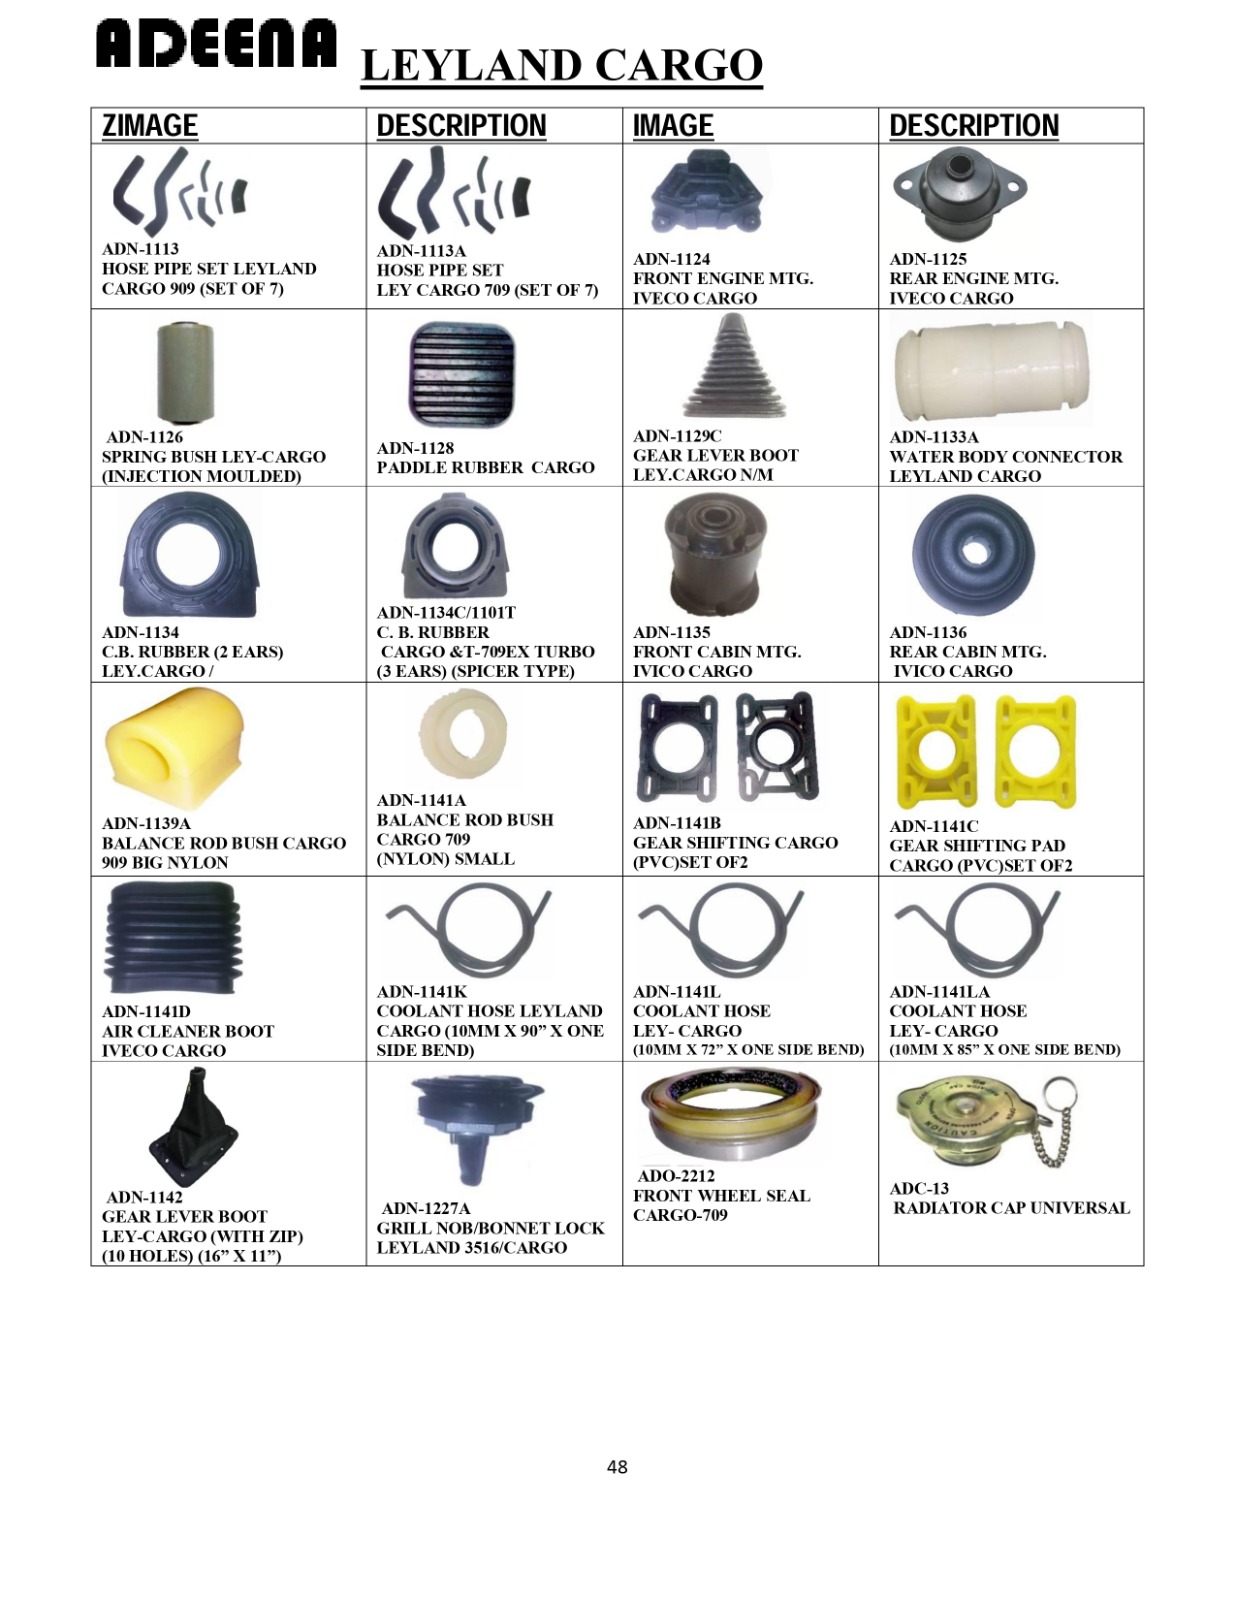 ADEENA LEYLAND CARGO
ZIMAGE DESCRIPTION IMAGE DESCRIPTION
ADN-1113
HOSE PIPE SET LEYLAND
CARGO 909 (SET OF 7)
ADN-1113A
HOSE PIPE SET
LEY CARGO 709 (SET OF 7)
ADN-1124
FRONT ENGINE MTG.
IVECO CARGO
ADN-1125
REAR ENGINE MTG.
IVECO CARGO
ADN-1126
SPRING BUSH LEY-CARGO
(INJECTION MOULDED)
ADN-1128
PADDLE RUBBER CARGO
ADN-1129C
GEAR LEVER BOOT
LEY.CARGO N/M
ADN-1133A
WATER BODY CONNECTOR
LEYLAND CARGO
ADN-1134
C.B. RUBBER (2 EARS)
LEY.CARGO /
ADN-1134C/1101T
C. B. RUBBER
CARGO &T-709EX TURBO
(3 EARS) (SPICER TYPE)
ADN-1135
FRONT CABIN MTG.
IVICO CARGO
ADN-1136
REAR CABIN MTG.
IVICO CARGO
ADN-1139A
BALANCE ROD BUSH CARGO
909 BIG NYLON
ADN-1141A
BALANCE ROD BUSH
CARGO 709
(NYLON) SMALL
ADN-1141B
GEAR SHIFTING CARGO
(PVC)SET OF2
ADN-1141C
GEAR SHIFTING PAD
CARGO (PVC)SET OF2
ADN-1141D
AIR CLEANER BOOT
IVECO CARGO
ADN-1141K
COOLANT HOSE LEYLAND
CARGO (10MM X 90” X ONE
SIDE BEND)
ADN-1141L
COOLANT HOSE
LEY- CARGO
(10MM X 72” X ONE SIDE BEND)
ADN-1141LA
COOLANT HOSE
LEY- CARGO
(10MM X 85” X ONE SIDE BEND)
ADN-1142
GEAR LEVER BOOT
LEY-CARGO (WITH ZIP)
(10 HOLES) (16” X 11”)
ADN-1227A
GRILL NOB/BONNET LOCK
LEYLAND 3516/CARGO
ADO-2212
FRONT WHEEL SEAL
CARGO-709
CAUTION
ADC-13
RADIATOR CAP UNIVERSAL
48